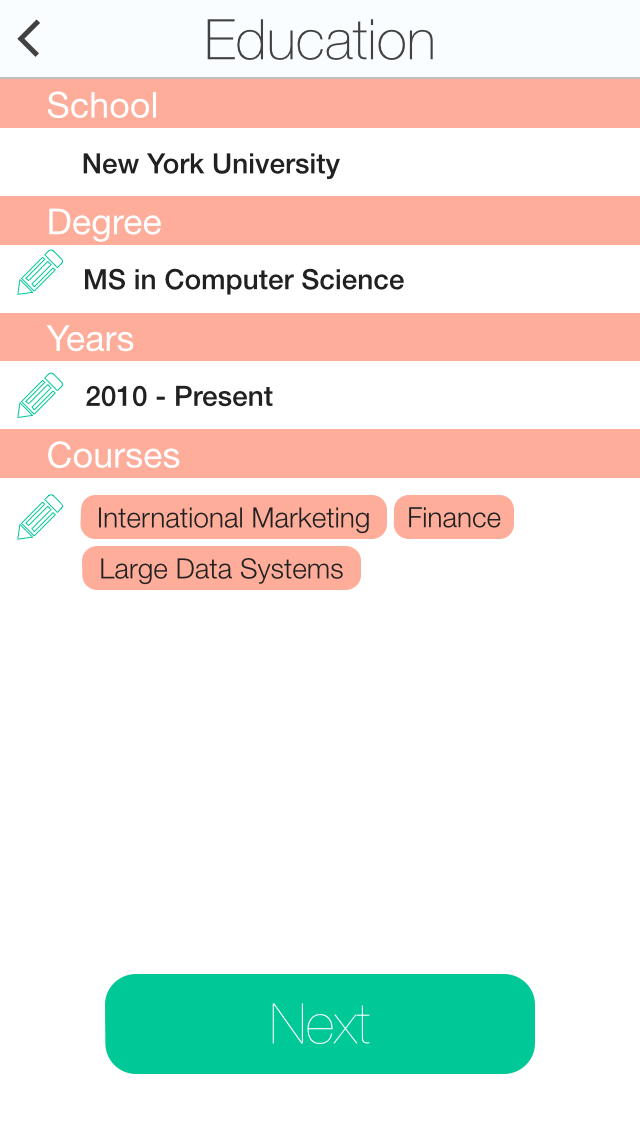 Education
School
New York University
Degree
MS in Computer Science
Years
2010 - Present
Courses
International Marketing Finance
Large Data Systems
Next